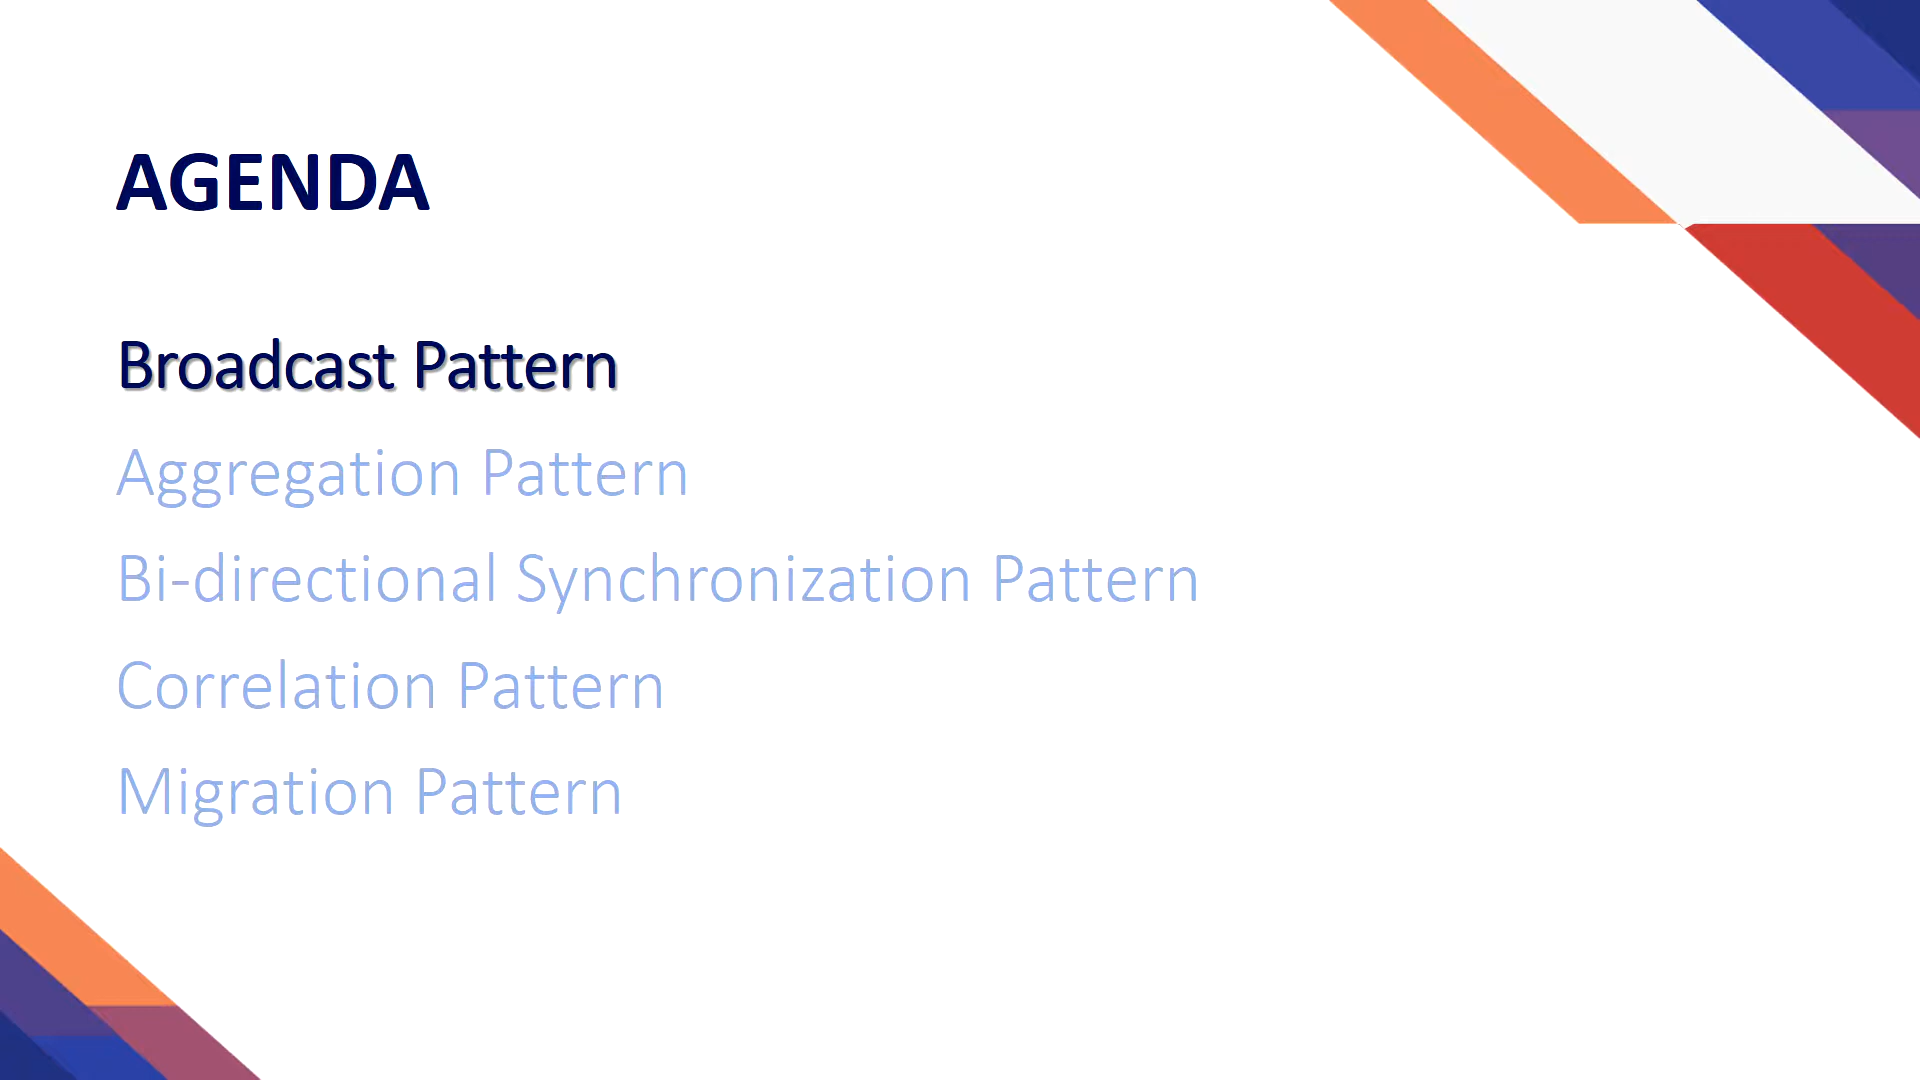 AGENDA
Broadcast Pattern
Aggregation Pattern
Bi-directional Synchronization Pattern
Correlation Pattern
Migration Pattern